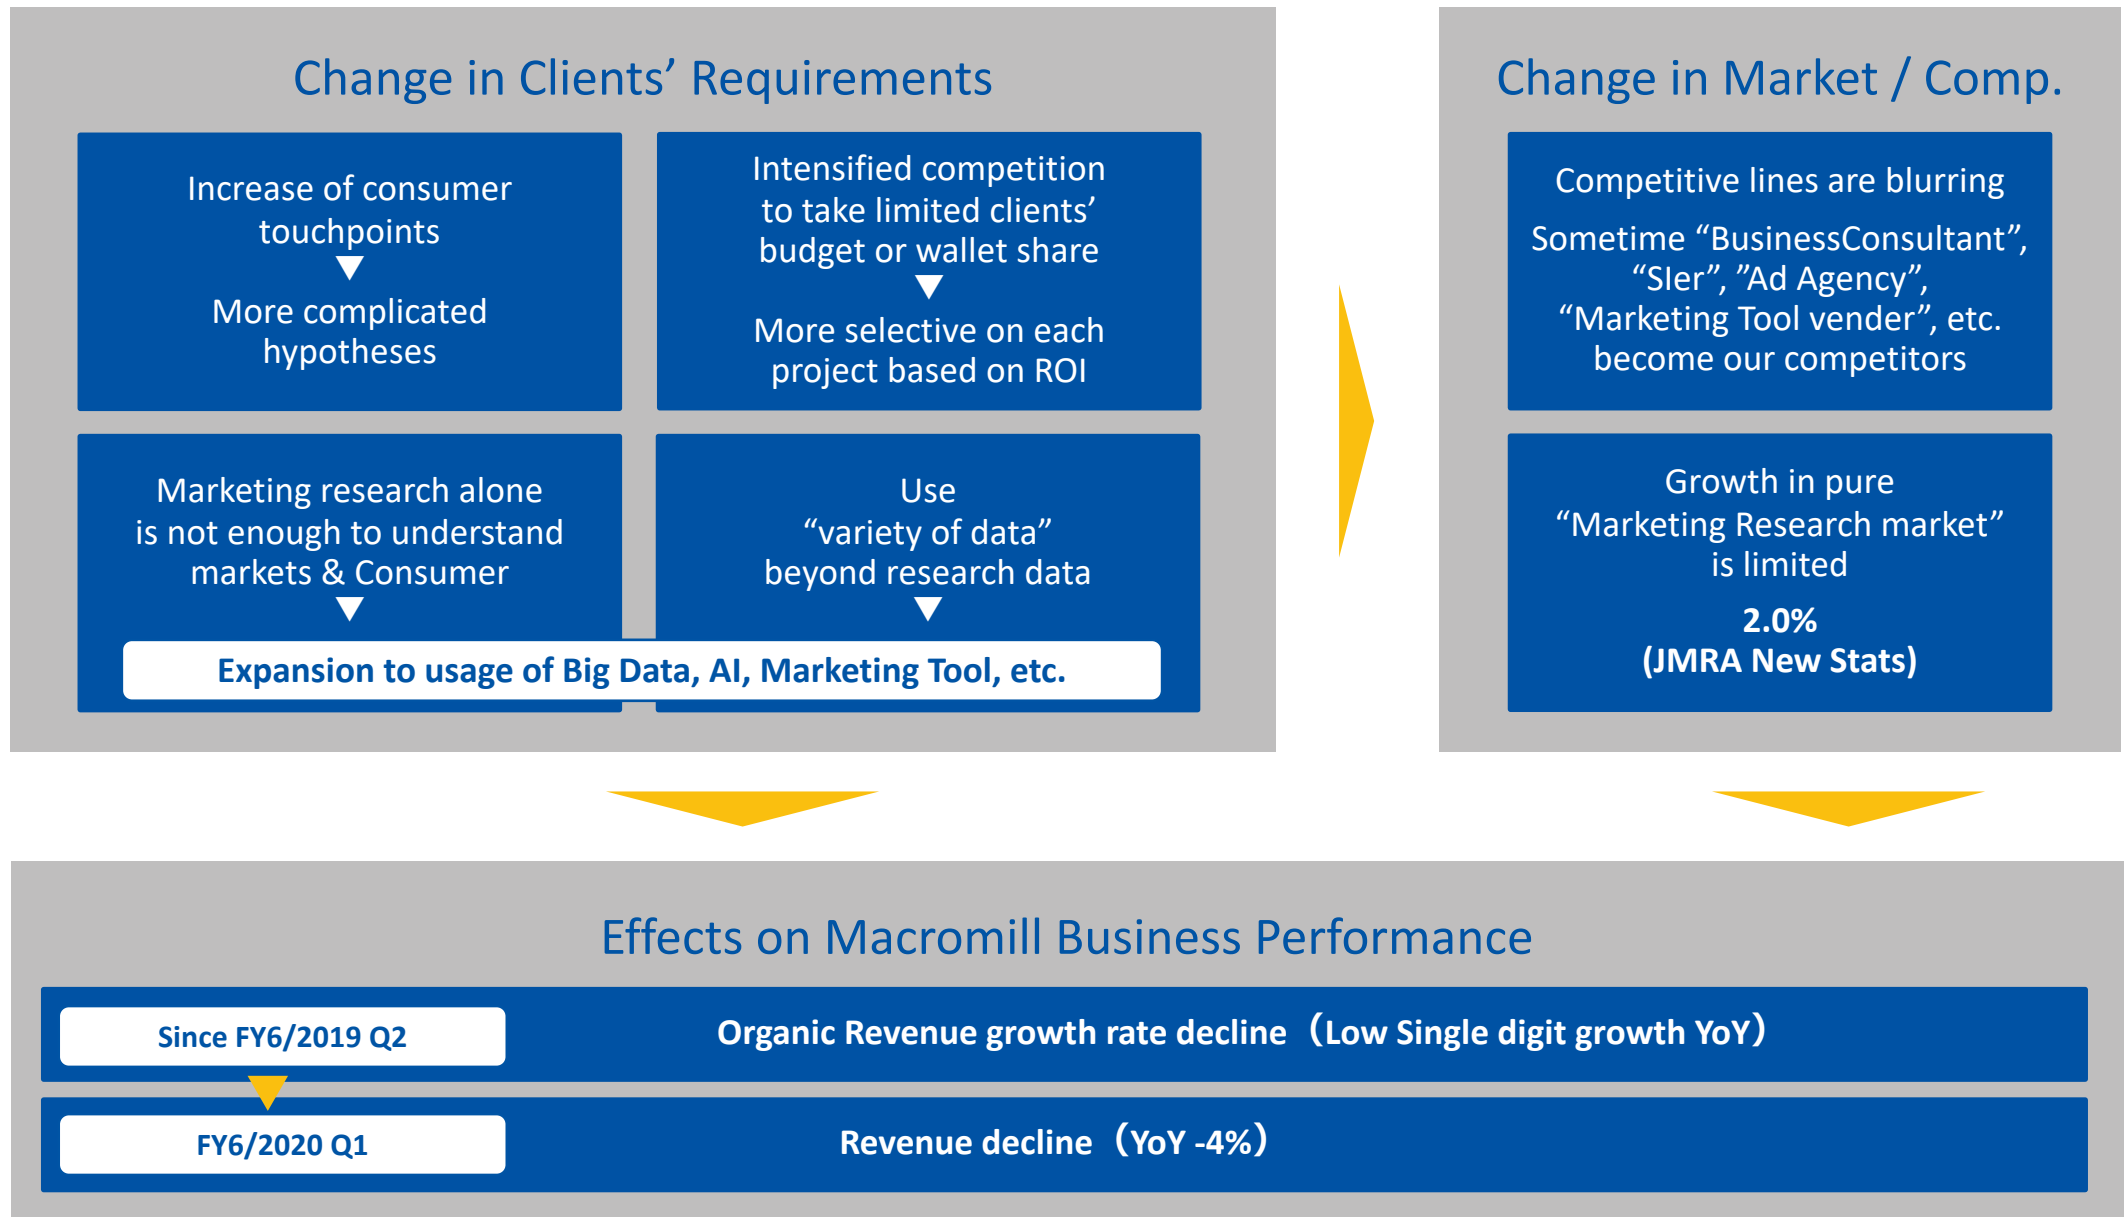 Change in Clients’ Requirements
Increase of consumer
touchpoints
More complicated
hypotheses
Intensified competition
to take limited clients’
budget or wallet share
More selective on each
project based on ROI
Marketing research alone
is not enough to understand
markets & Consumer
Use
“variety of data”
beyond research data
Expansion to usage of Big Data, AI, Marketing Tool, etc.
Change in Market / Comp.
Competitive lines are blurring
Sometime “BusinessConsultant”,
“SIer”, ”Ad Agency”,
“Marketing Tool vender”, etc.
become our competitors
Growth in pure
“Marketing Research market”
is limited
2.0%
(JMRA New Stats)
Effects on Macromill Business Performance
Since FY6/2019 Q2
Organic Revenue growth rate decline（Low Single digit growth YoY）
FY6/2020 Q1
Revenue decline（YoY -4%）